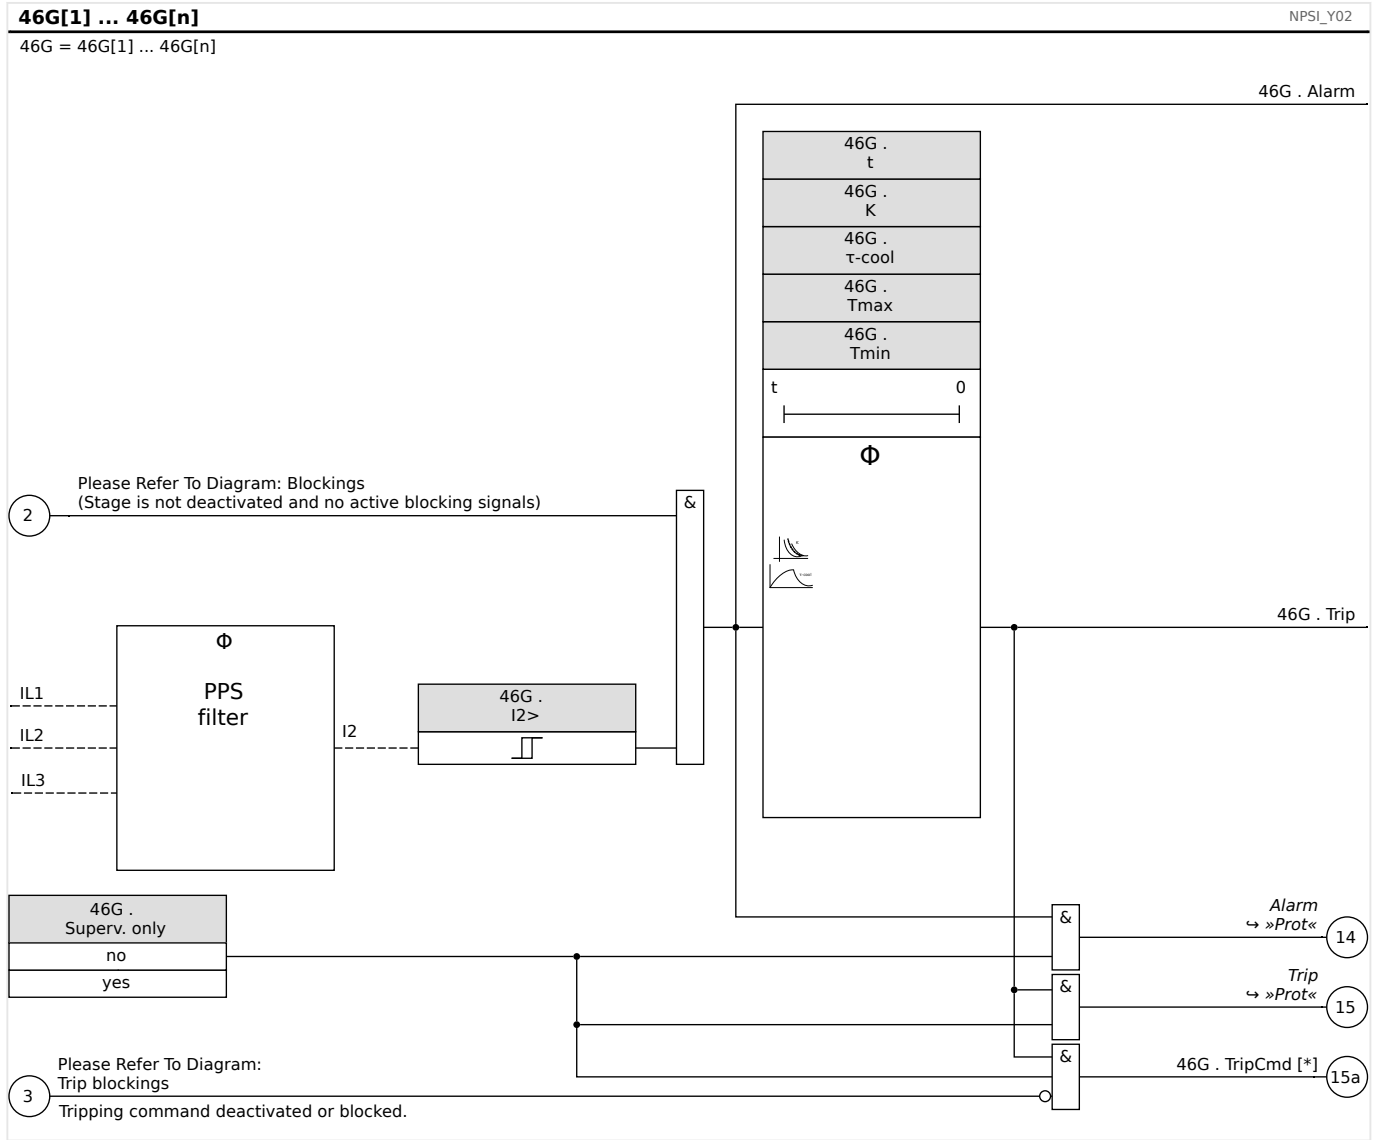 46G[1] ... 46G[n]
NPSI_Y02
46G = 46G[1] ... 46G[n]
46G . Alarm
46G .
t
46G .
K
46G .
τ-cool
46G .
Tmax
46G .
Tmin
t 0
Φ
Please Refer To Diagram: Blockings
(Stage is not deactivated and no active blocking signals)
2
&
46G . Trip
Φ
PPS
filter
IL1
IL2
IL3
I2
46G .
I2>
46G .
Superv. only
no
yes
&
Alarm
↪ »Prot«
14
&
Trip
↪ »Prot«
15
&
46G . TripCmd [*]
15a
Please Refer To Diagram:
Trip blockings
3
Tripping command deactivated or blocked.